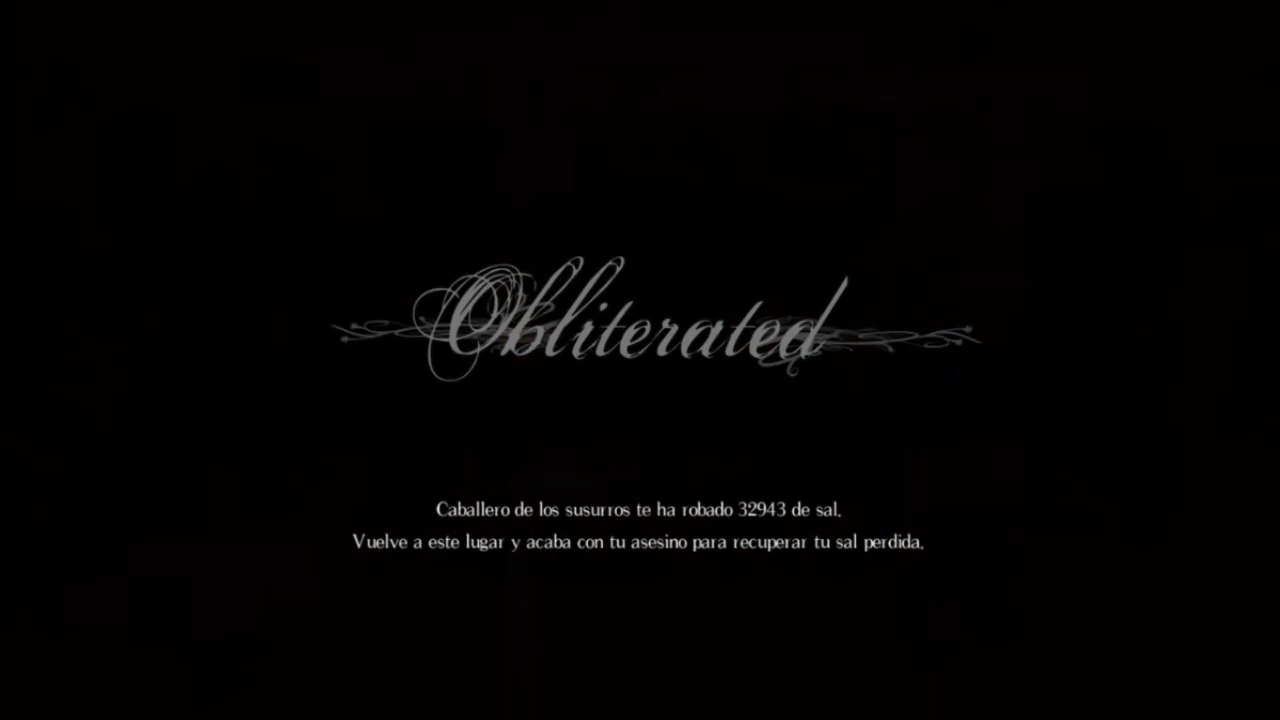 Obliterated
Caballero de los susurros te ha robado 32943 de sal.
Vuelve a este lugar y acaba con tu asesino para recuperar tu sal perdida.